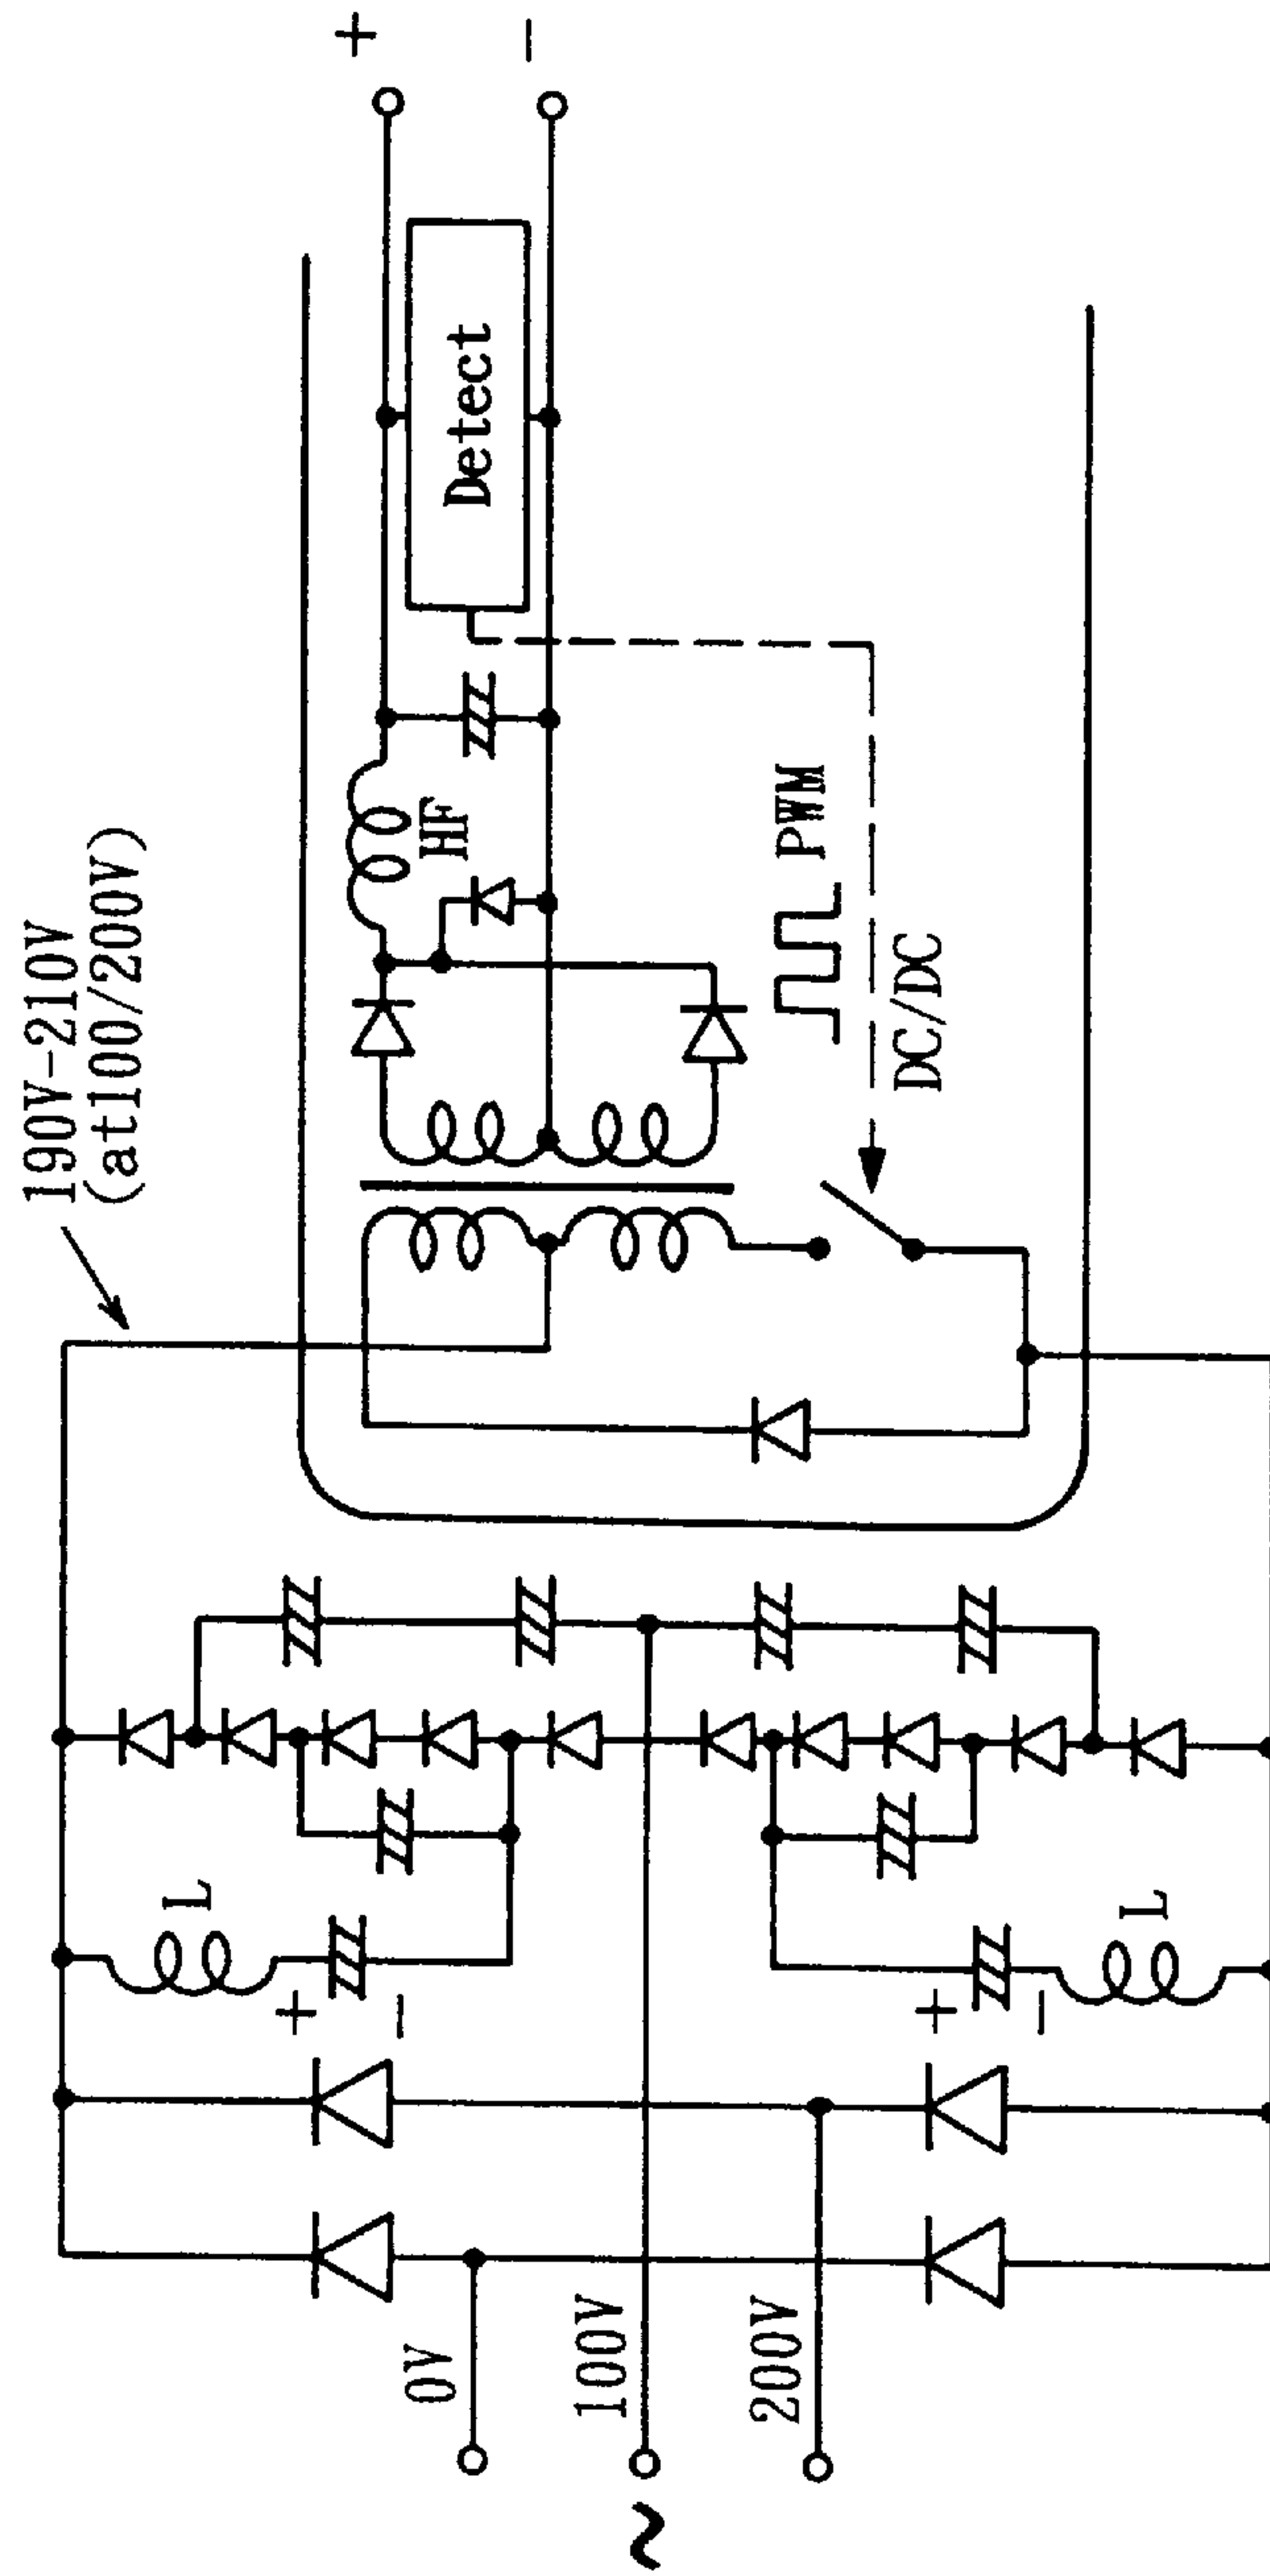 190V-210V
(at100/200V)
+
-
Detect
HF
PWM
DC/DC
L
+
-
L
+
-
0V
100V
200V
~